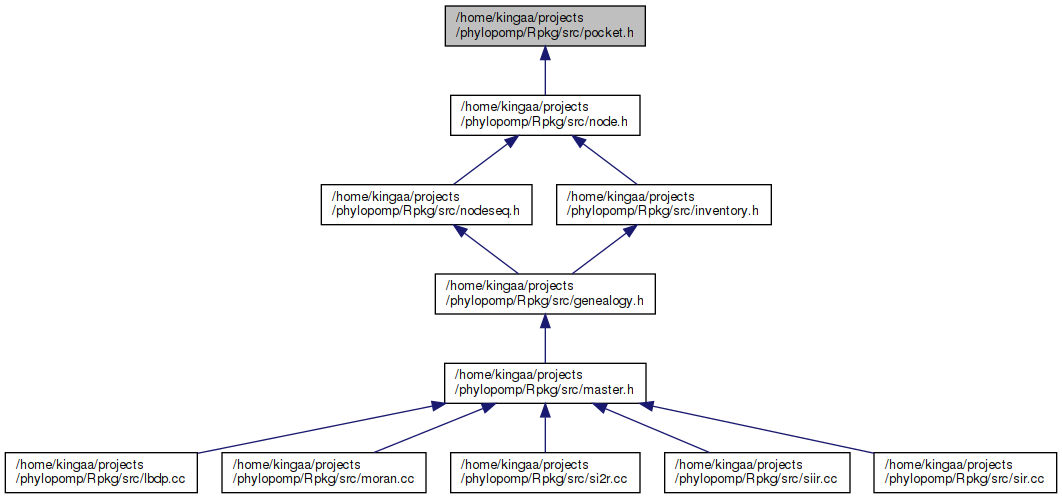 /home/kingaa/projects
/phylopomp/Rpkg/src/pocket.h
/home/kingaa/projects
/phylopomp/Rpkg/src/node.h
/home/kingaa/projects
/phylopomp/Rpkg/src/nodeseq.h
/home/kingaa/projects
/phylopomp/Rpkg/src/inventory.h
/home/kingaa/projects
/phylopomp/Rpkg/src/genealogy.h
/home/kingaa/projects
/phylopomp/Rpkg/src/master.h
/home/kingaa/projects
/phylopomp/Rpkg/src/lbdp.cc
/home/kingaa/projects
/phylopomp/Rpkg/src/moran.cc
/home/kingaa/projects
/phylopomp/Rpkg/src/si2r.cc
/home/kingaa/projects
/phylopomp/Rpkg/src/siir.cc
/home/kingaa/projects
/phylopomp/Rpkg/src/sir.cc